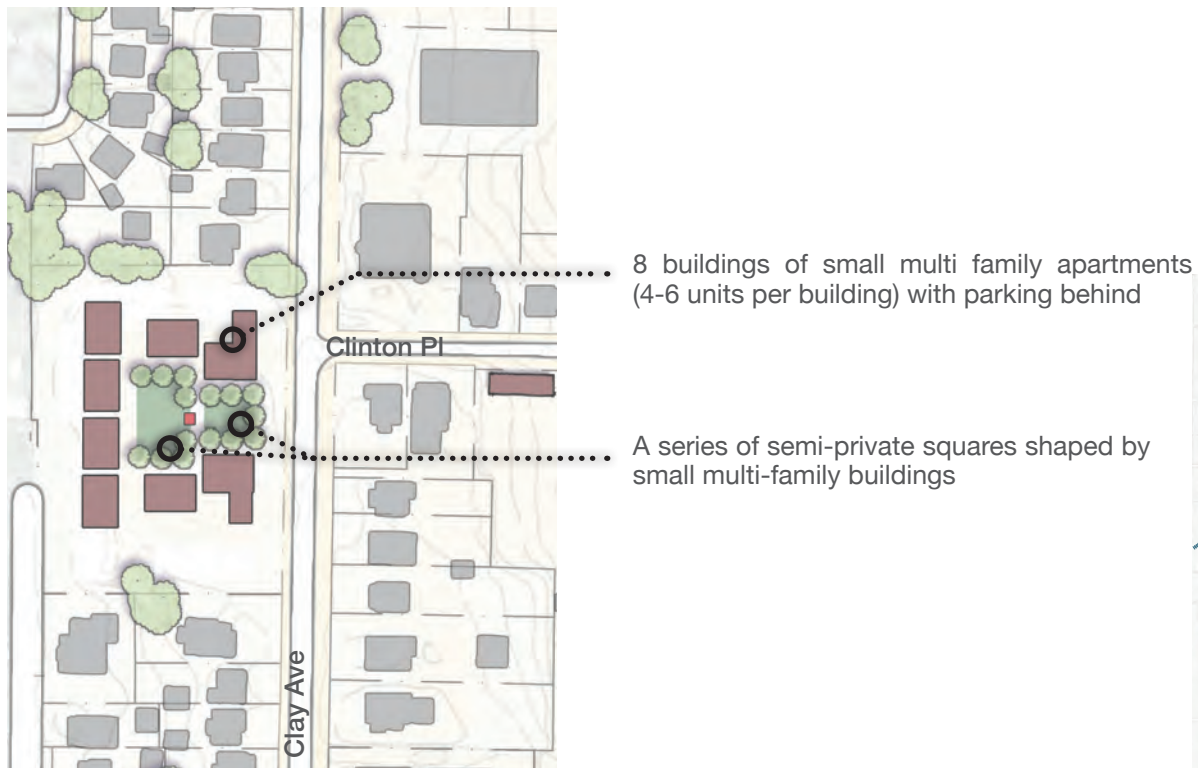 8 buildings of small multi family apartments
(4-6 units per building) with parking behind
Clinton Pl
A series of semi-private squares shaped by
small multi-family buildings
Clay Ave